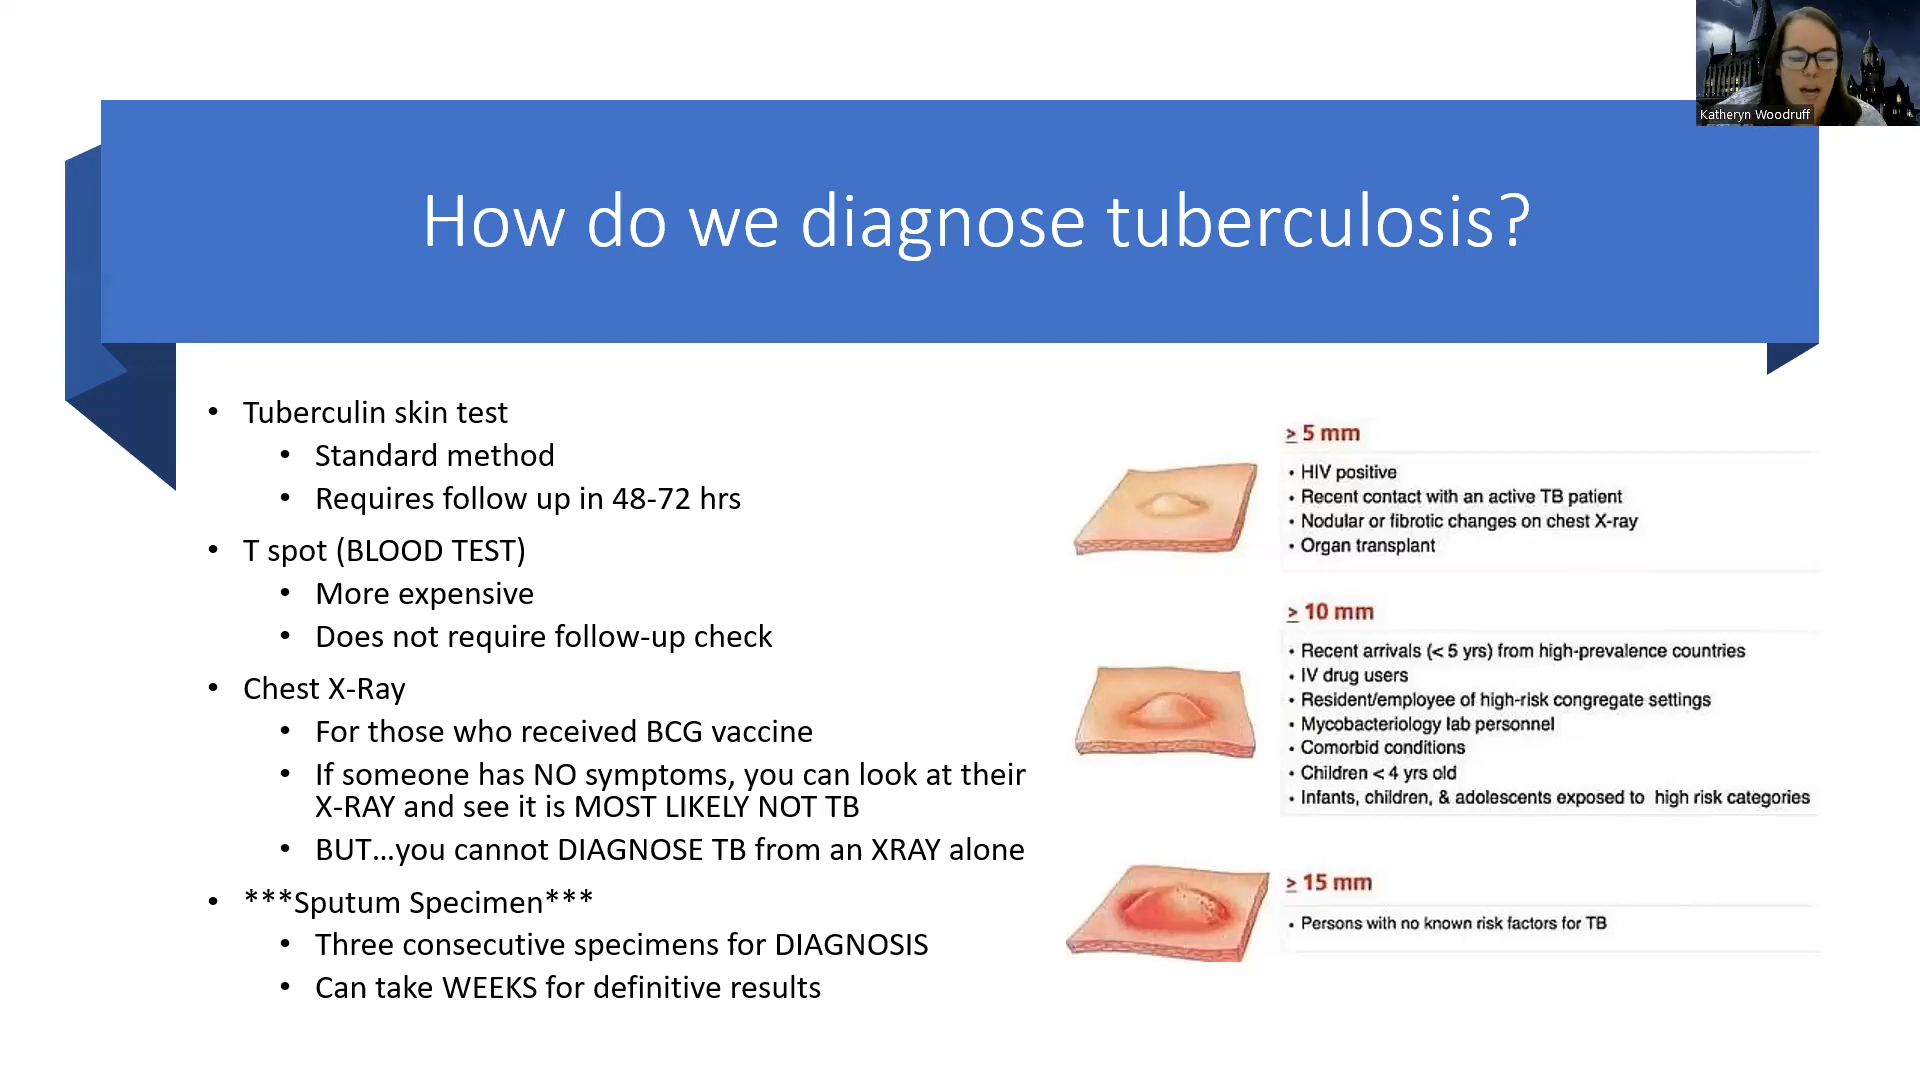 Katheryn Woodruff
How do we diagnose tuberculosis?
• Tuberculin skin test
• Standard method
• Requires follow up in 48-72 hrs
• T spot (BLOOD TEST)
• More expensive
• Does not require follow-up check
• Chest X-Ray
• For those who received BCG vaccine
• If someone has NO symptoms, you can look at their
X-RAY and see it is MOST LIKELY NOT TB
• BUT...you cannot DIAGNOSE TB from an XRAY alone
• ***Sputum Specimen***
• Three consecutive specimens for DIAGNOSIS
• Can take WEEKS for definitive results
≥ 5 mm
• HIV positive
• Recent contact with an active TB patient
• Nodular or fibrotic changes on chest X-ray
• Organ transplant
≥ 10 mm
• Recent arrivals (< 5 yrs) from high-prevalence countries
• IV drug users
• Resident/employee of high-risk congregate settings
• Mycobacteriology lab personnel
• Comorbid conditions
• Children < 4 yrs old
• Infants, children, & adolescents exposed to high risk categories
≥ 15 mm
• Persons with no known risk factors for TB